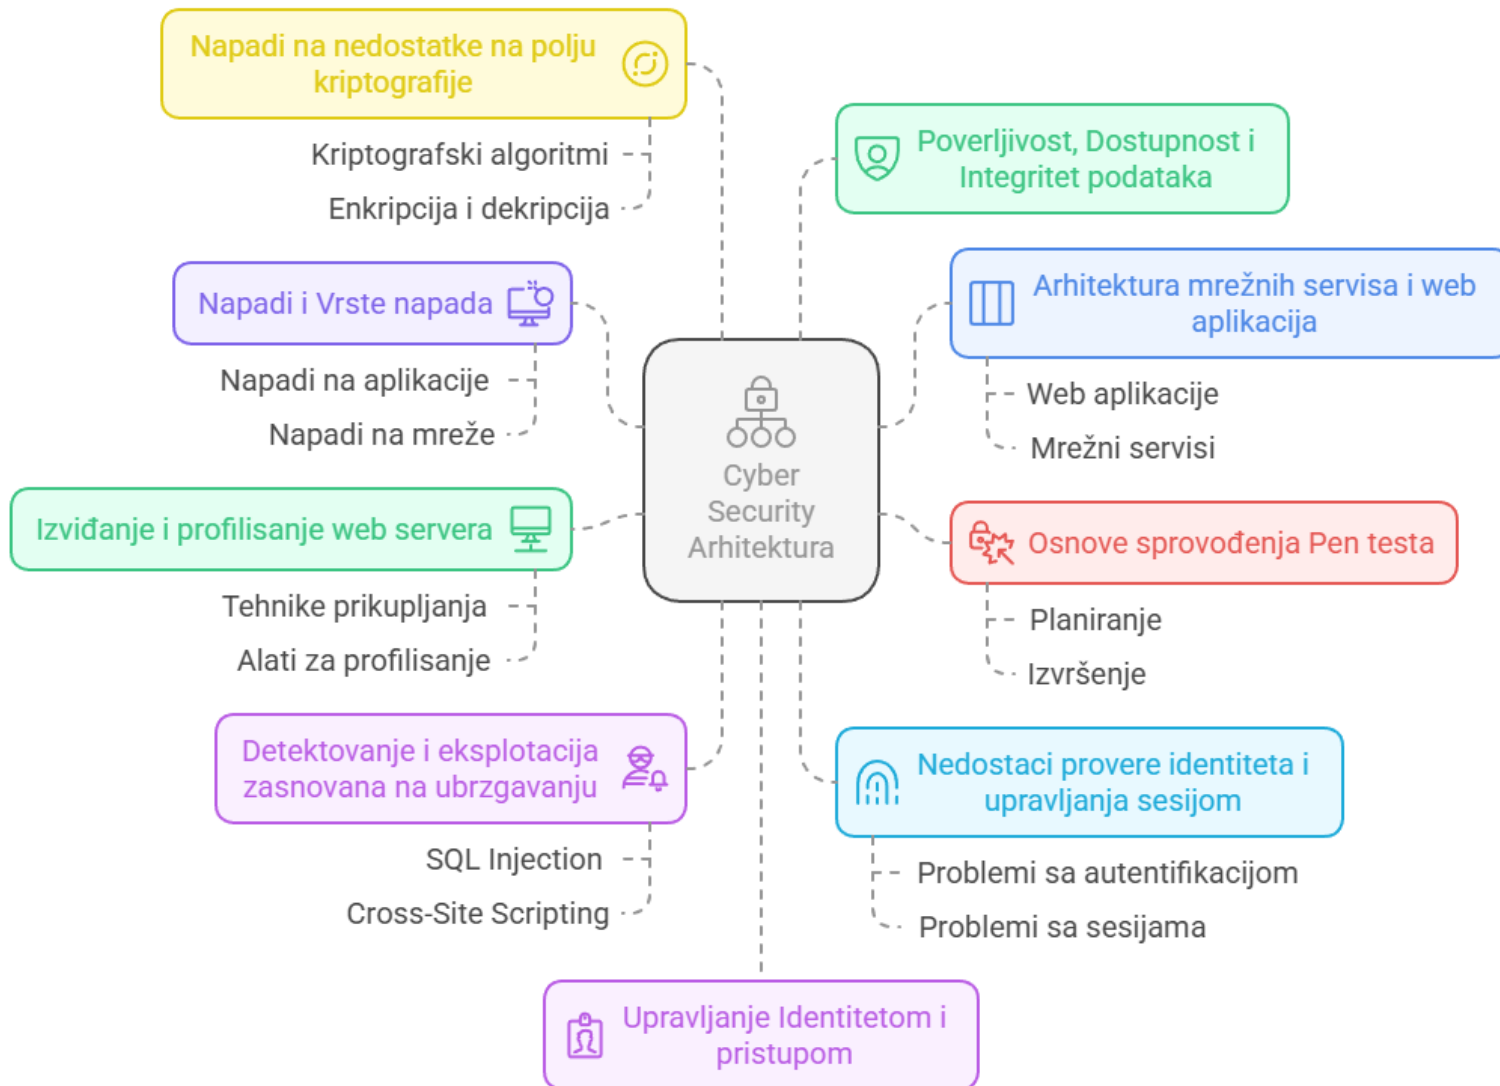 Napadi na nedostatke na polju
kriptografije
Kriptografski algoritmi
Enkripcija i dekripcija
Napadi i Vrste napada
Napadi na aplikacije
Napadi na mreže
Izviđanje i profilisanje web servera
Tehnike prikupljanja
Alati za profilisanje
Detektovanje i eksplotacija
zasnovana na ubrzgavanju
SQL Injection
Cross-Site Scripting
Cyber
Security
Arhitektura
Poverljivost, Dostupnost i
Integritet podataka
Arhitektura mrežnih servisa i web
aplikacija
Web aplikacije
Mrežni servisi
Osnove sprovođenja Pen testa
Planiranje
Izvršenje
Nedostaci provere identiteta i
upravljanja sesijom
Problemi sa autentifikacijom
Problemi sa sesijama
Upravljanje Identitetom i
pristupom